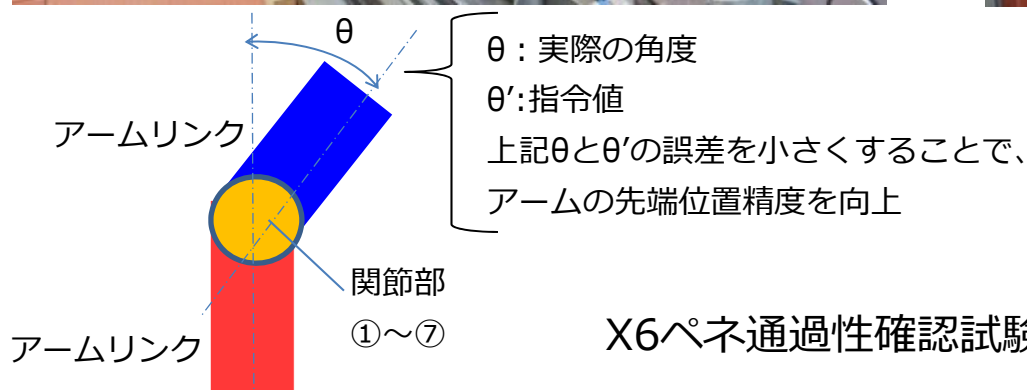 θ
θ：実際の角度
θ′:指令値
上記θとθ′の誤差を小さくすることで、
アームの先端位置精度を向上
アームリンク
関節部
①～⑦
アームリンク
X6ペネ通過性確認試験